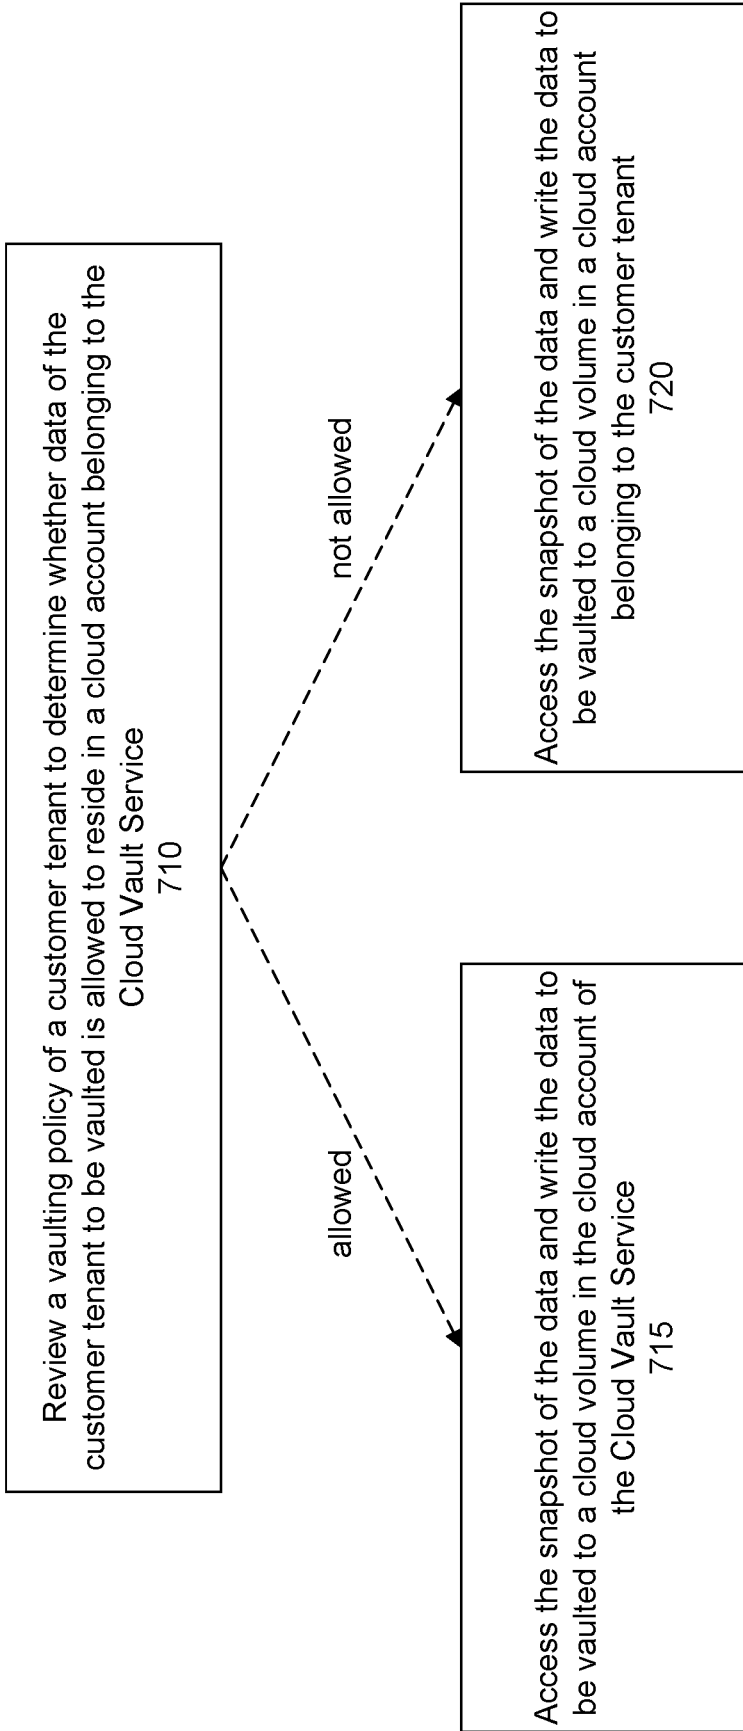 Review a vaulting policy of a customer tenant to determine whether data of the
customer tenant to be vaulted is allowed to reside in a cloud account belonging to the
Cloud Vault Service
710
allowed
not allowed
Access the snapshot of the data and write the data to
be vaulted to a cloud volume in the cloud account of
the Cloud Vault Service
715
Access the snapshot of the data and write the data to
be vaulted to a cloud volume in a cloud account
belonging to the customer tenant
720